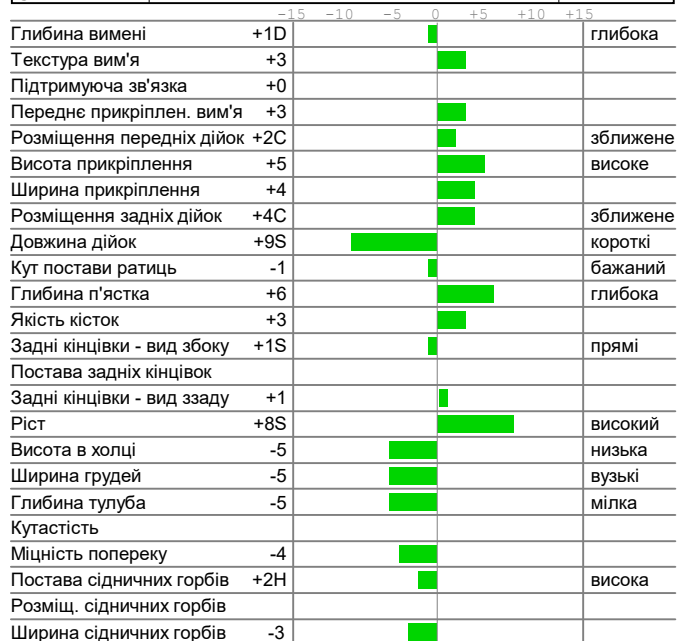 -15 -10 -5 0 +5 +10 +15
Глибина вимені +1D глибока
Текстура вим'я +3
Підтримуюча зв'язка +0
Переднє прикріплен. вим'я +3
Розміщення передніх дійок +2C зближене
Висота прикріплення +5 високе
Ширина прикріплення +4
Розміщення задніх дійок +4C зближене
Довжина дійок +9S короткі
Кут постави ратиць -1 бажаний
Глибина п'ястка +6 глибока
Якість кісток +3
Задні кінцівки - вид збоку +1S прямі
Постава задніх кінцівок
Задні кінцівки - вид ззаду +1
Ріст +8S високий
Висота в холці -5 низька
Ширина грудей -5 вузькі
Глибина тулуба -5 мілка
Кутастість
Міцність попереку -4
Постава сідничних горбів +2H висока
Розміщ. сідничних горбів
Ширина сідничних горбів -3